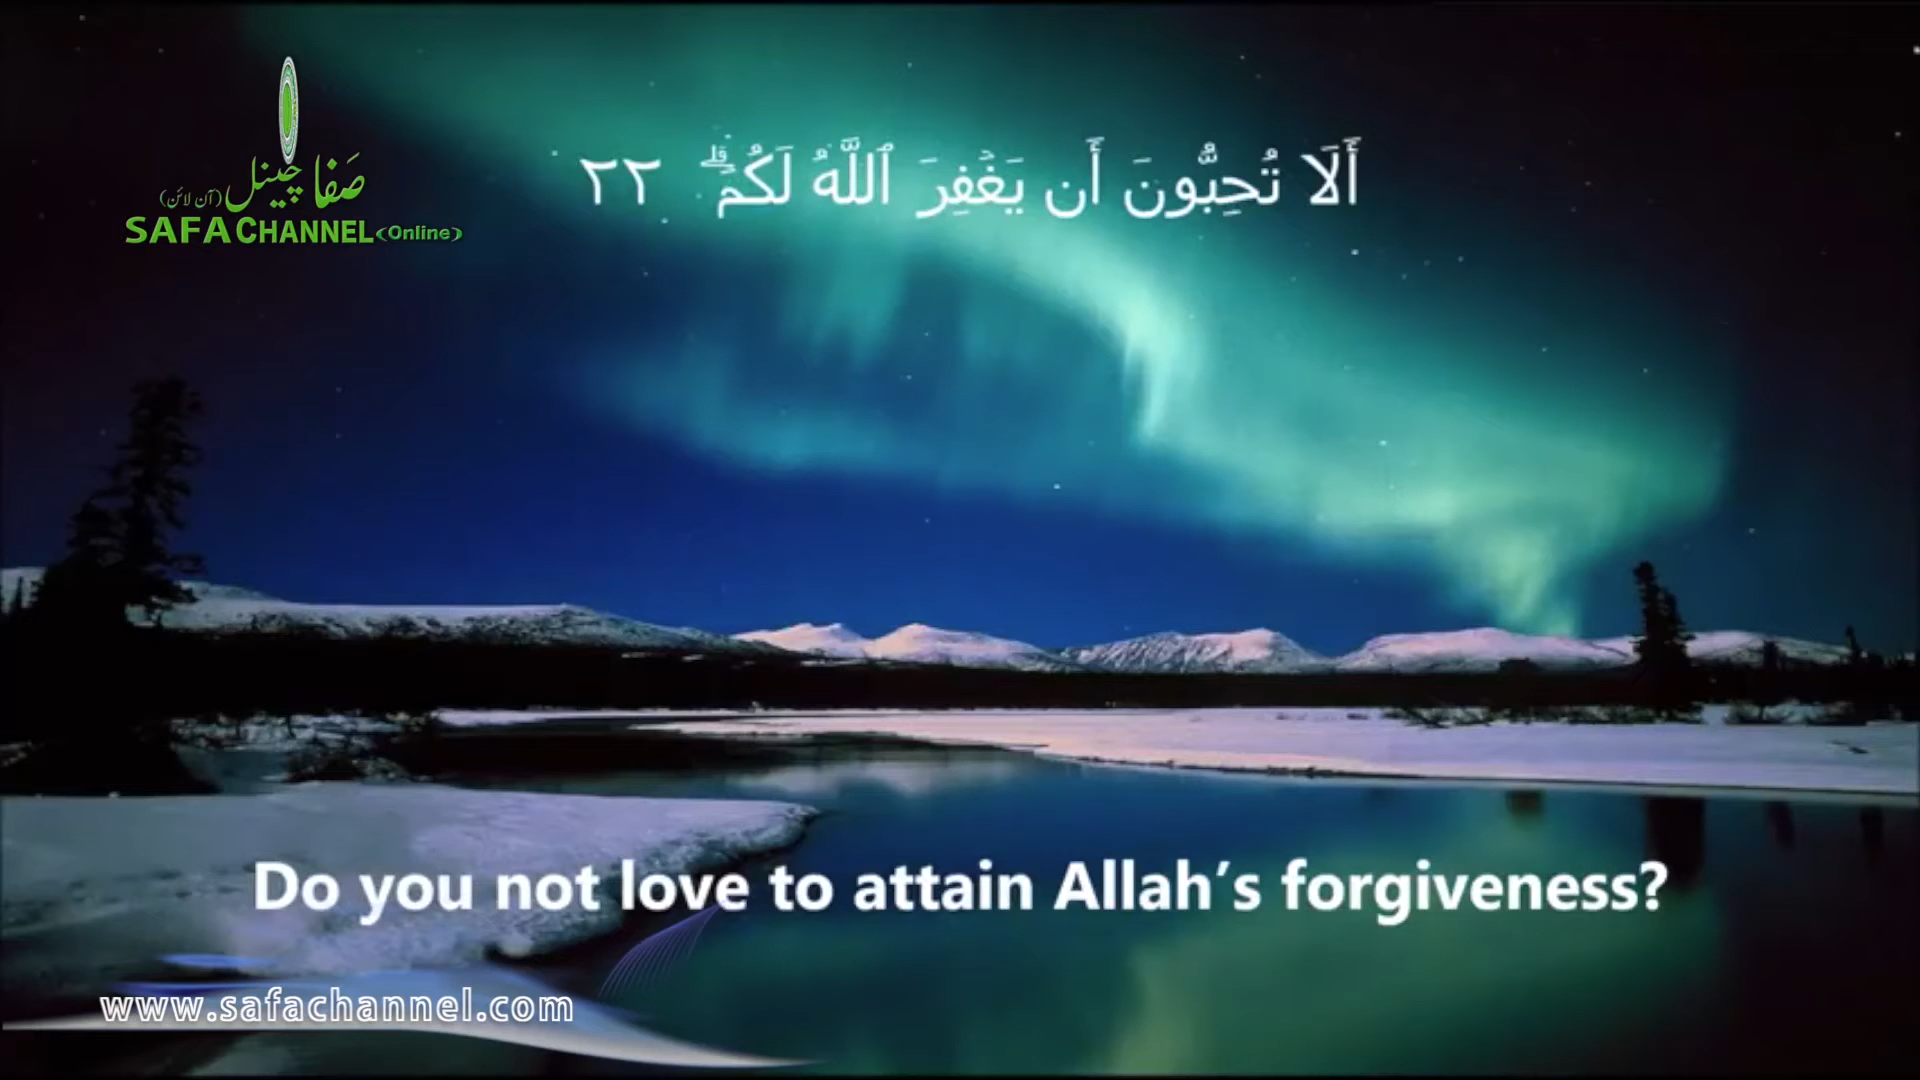 صفا چینل
(آن لائن)
SAFA CHANNEL (Online)
أَلَا تُحِبُّونَ أَن يَغْفِرَ ٱللَّهُ لَكُمْ ۗ ٢٢
Do you not love to attain Allah’s forgiveness?
www.safachannel.com